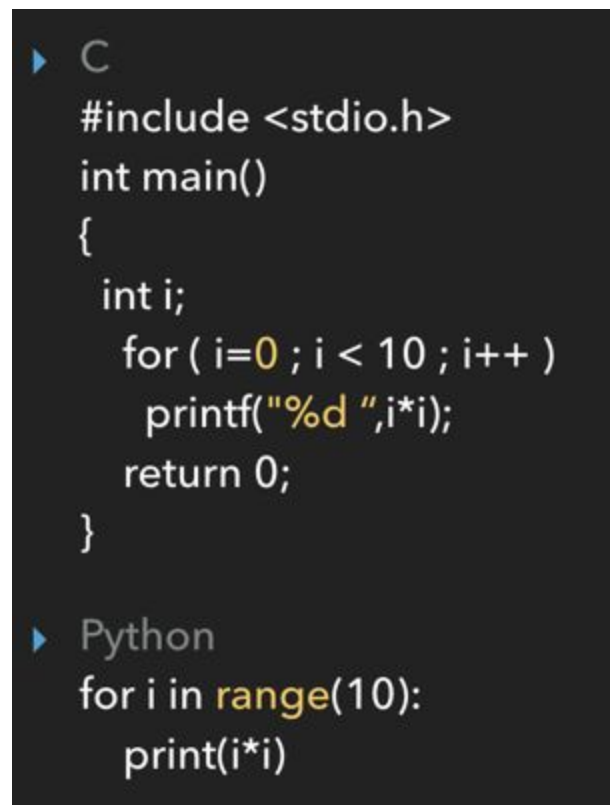 C
#include <stdio.h>
int main()
{
int i;
for ( i=0 ; i < 10 ; i++ )
printf("%d “,i*i);
return 0;
}
Python
for i in range(10):
print(i*i)